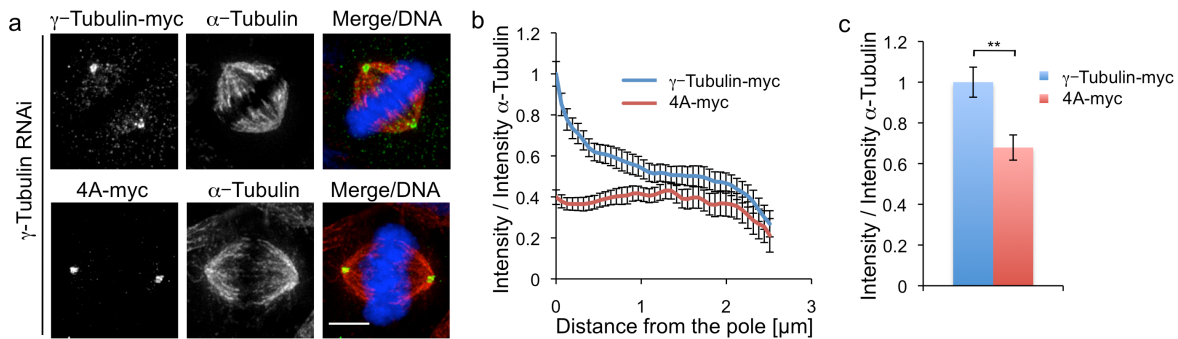 a
γ−Tubulin-myc α−Tubulin Merge/DNA
γ-Tubulin RNAi
4A-myc α−Tubulin Merge/DNA
b
Intensity / Intensity α-Tubulin
1.2
1
0.8
0.6
0.4
0.2
0
0 1 2 3
Distance from the pole [μm]
γ−Tubulin-myc
4A-myc
c
Intensity / Intensity α-Tubulin
1.2
1
0.8
0.6
0.4
0.2
0
**
γ−Tubulin-myc
4A-myc